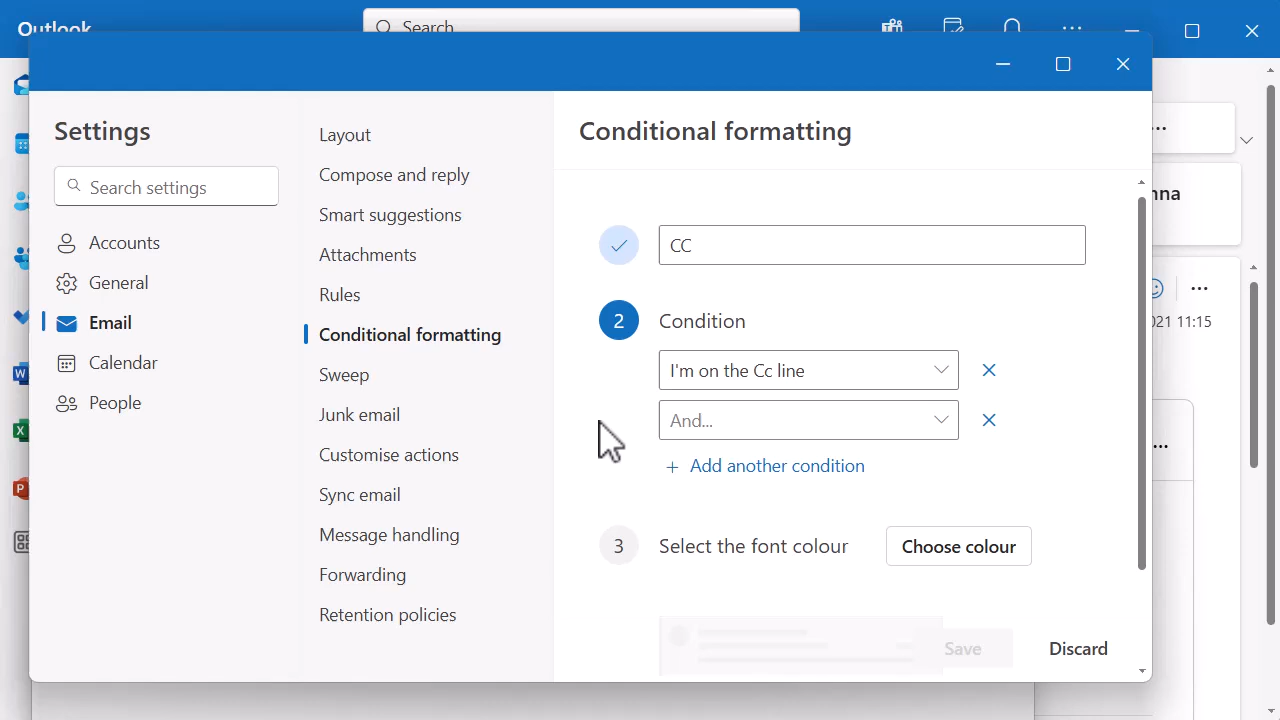 Outlook
Search
Settings
Search settings
Accounts
General
Email
Calendar
People
Layout
Compose and reply
Smart suggestions
Attachments
Rules
Conditional formatting
Sweep
Junk email
Customise actions
Sync email
Message handling
Forwarding
Retention policies
Conditional formatting
CC
2 Condition
I'm on the Cc line
And...
+ Add another condition
3 Select the font colour Choose colour
Save Discard
nna
021 11:15